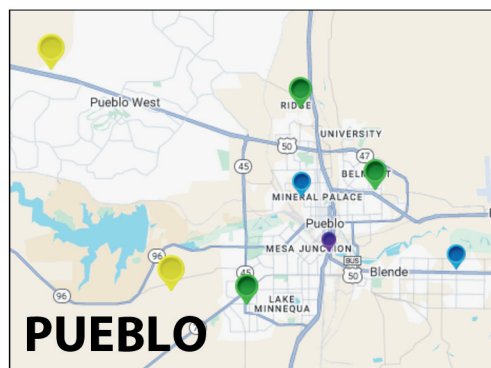 Pueblo West
RIDGE
UNIVERSITY
50
47
45
BELMONT
MINERAL PALACE
Pueblo
MESA JUNCTION
96
BUS
50
Blende
45
96
LAKE
MINNEQUA
PUEBLO